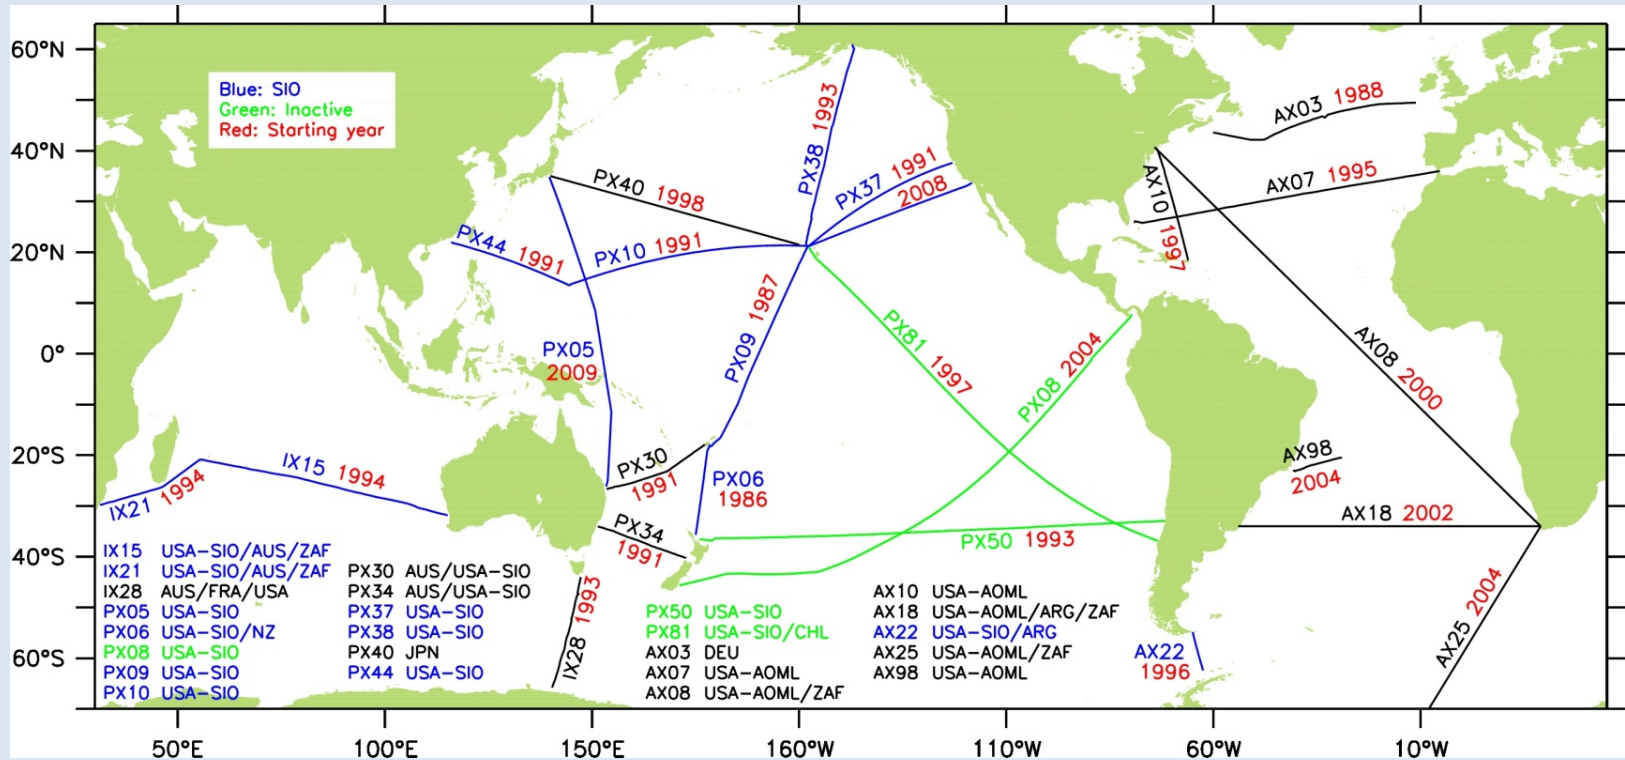 60°N
40°N
20°N
0°
20°S
40°S
60°S
Blue: SIO
Green: Inactive
Red: Starting year
AX03 1988
PX38 1993
PX37 1991
2008
PX40 1998
AX10 1997
AX07 1995
PX44 1991
PX10 1991
PX09 1987
PX05
2009
PX81 1997
PX08 2004
AX08 2000
IX21 1994
IX15 1994
PX30
1991
PX06
1986
AX98
2004
PX34
1991
PX50 1993
AX18 2002
IX28 1993
AX22
1996
AX25 2004
IX15 USA-SIO/AUS/ZAF
IX21 USA-SIO/AUS/ZAF
IX28 AUS/FRA/USA
PX05 USA-SIO
PX06 USA-SIO/NZ
PX08 USA-SIO
PX09 USA-SIO
PX10 USA-SIO
PX30 AUS/USA-SIO
PX34 AUS/USA-SIO
PX37 USA-SIO
PX38 USA-SIO
PX40 JPN
PX44 USA-SIO
PX50 USA-SIO
PX81 USA-SIO/CHL
AX03 DEU
AX07 USA-AOML
AX08 USA-AOML/ZAF
AX10 USA-AOML
AX18 USA-AOML/ARG/ZAF
AX22 USA-SIO/ARG
AX25 USA-AOML/ZAF
AX98 USA-AOML
50°E 100°E 150°E 160°W 110°W 60°W 10°W